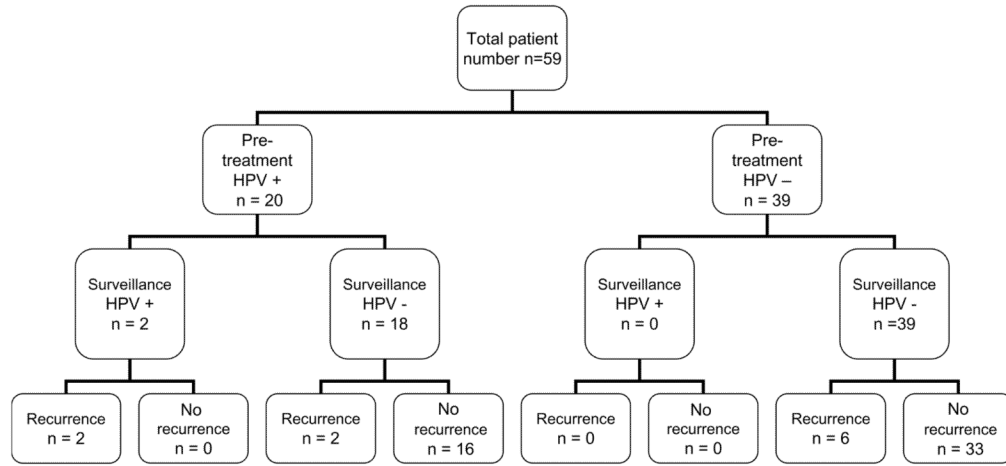 Total patient
number n=59
Pre-
treatment
HPV +
n = 20
Pre-
treatment
HPV –
n = 39
Surveillance
HPV +
n = 2
Surveillance
HPV -
n = 18
Surveillance
HPV +
n = 0
Surveillance
HPV -
n =39
Recurrence
n = 2
No
recurrence
n = 0
Recurrence
n = 2
No
recurrence
n = 16
Recurrence
n = 0
No
recurrence
n = 0
Recurrence
n = 6
No
recurrence
n = 33